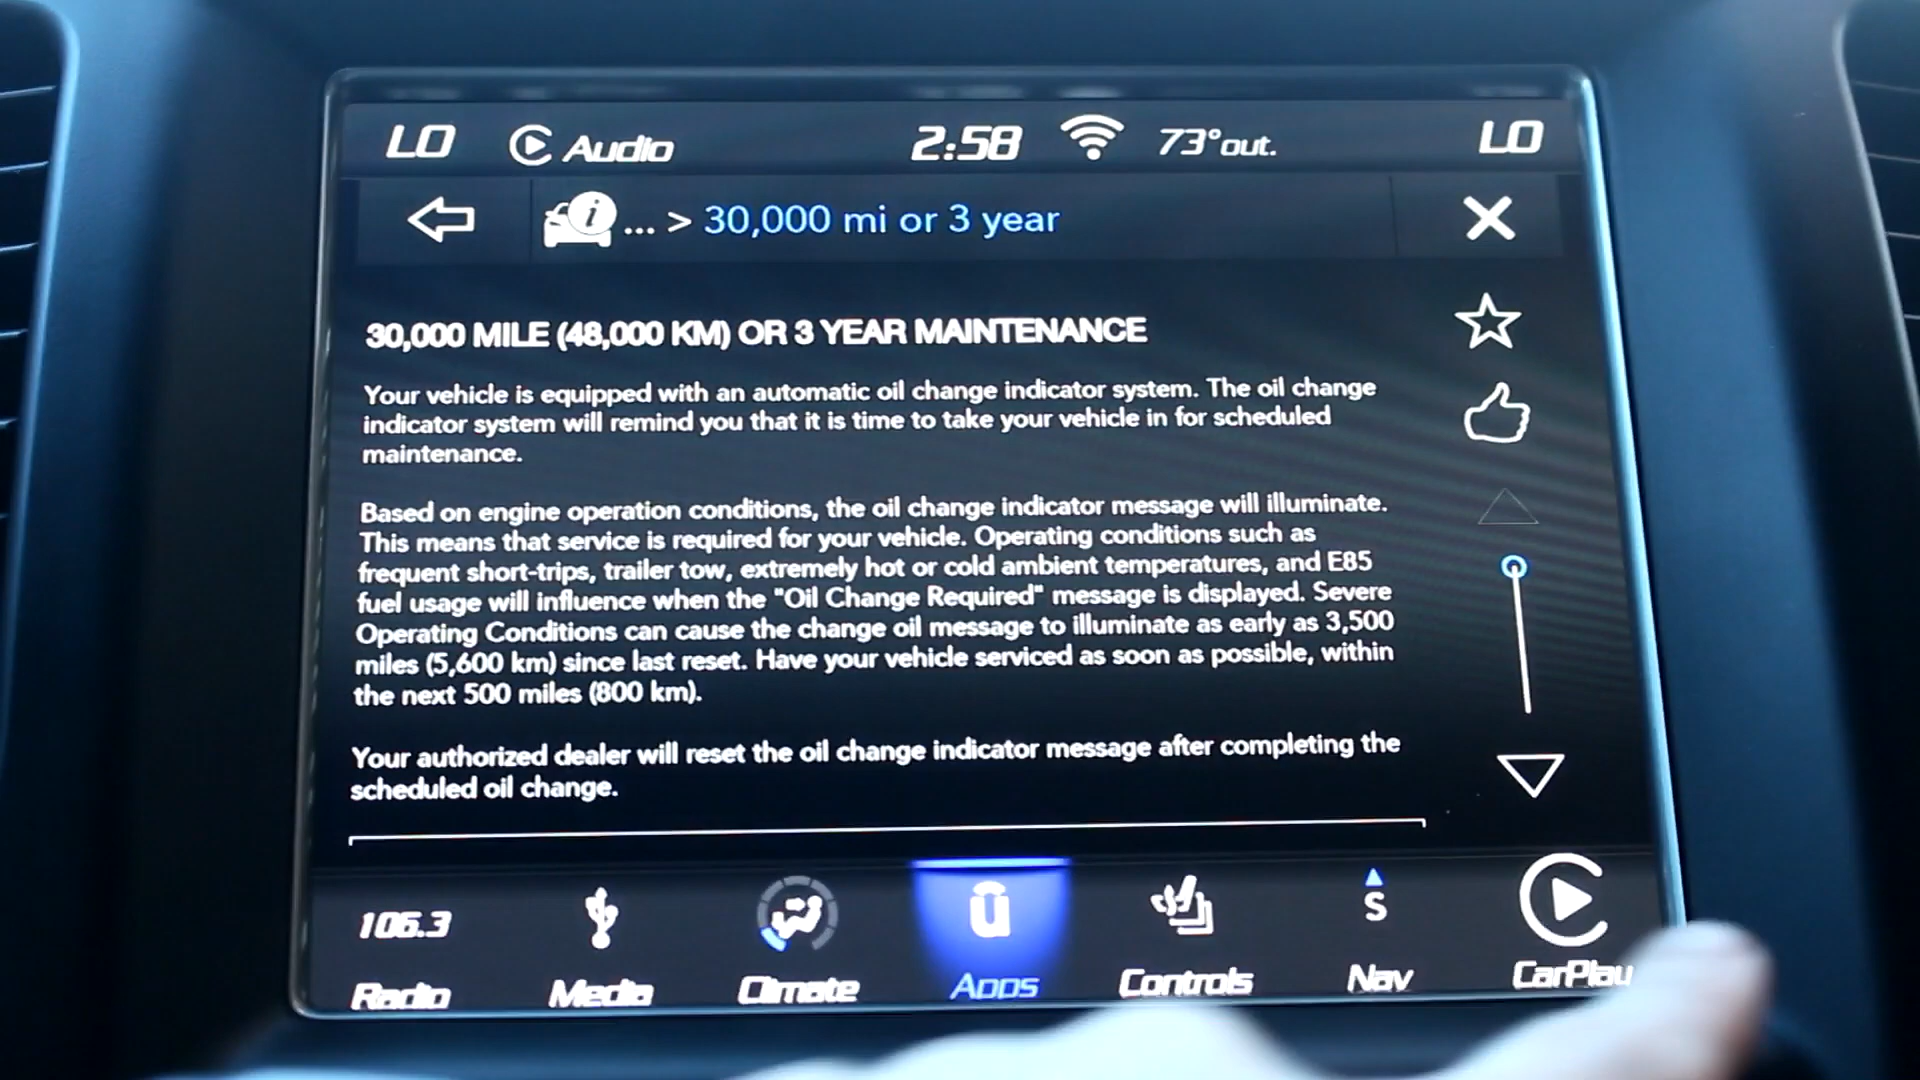 LO Audio 2:58 73°out. LO
... > 30,000 mi or 3 year
30,000 MILE (48,000 KM) OR 3 YEAR MAINTENANCE
Your vehicle is equipped with an automatic oil change indicator system. The oil change
indicator system will remind you that it is time to take your vehicle in for scheduled
maintenance.
Based on engine operation conditions, the oil change indicator message will illuminate.
This means that service is required for your vehicle. Operating conditions such as
frequent short-trips, trailer tow, extremely hot or cold ambient temperatures, and E85
fuel usage will influence when the "Oil Change Required" message is displayed. Severe
Operating Conditions can cause the change oil message to illuminate as early as 3,500
miles (5,600 km) since last reset. Have your vehicle serviced as soon as possible, within
the next 500 miles (800 km).
Your authorized dealer will reset the oil change indicator message after completing the
scheduled oil change.
106.3 S
Radio Media Climate Apps Controls Nav CarPlay